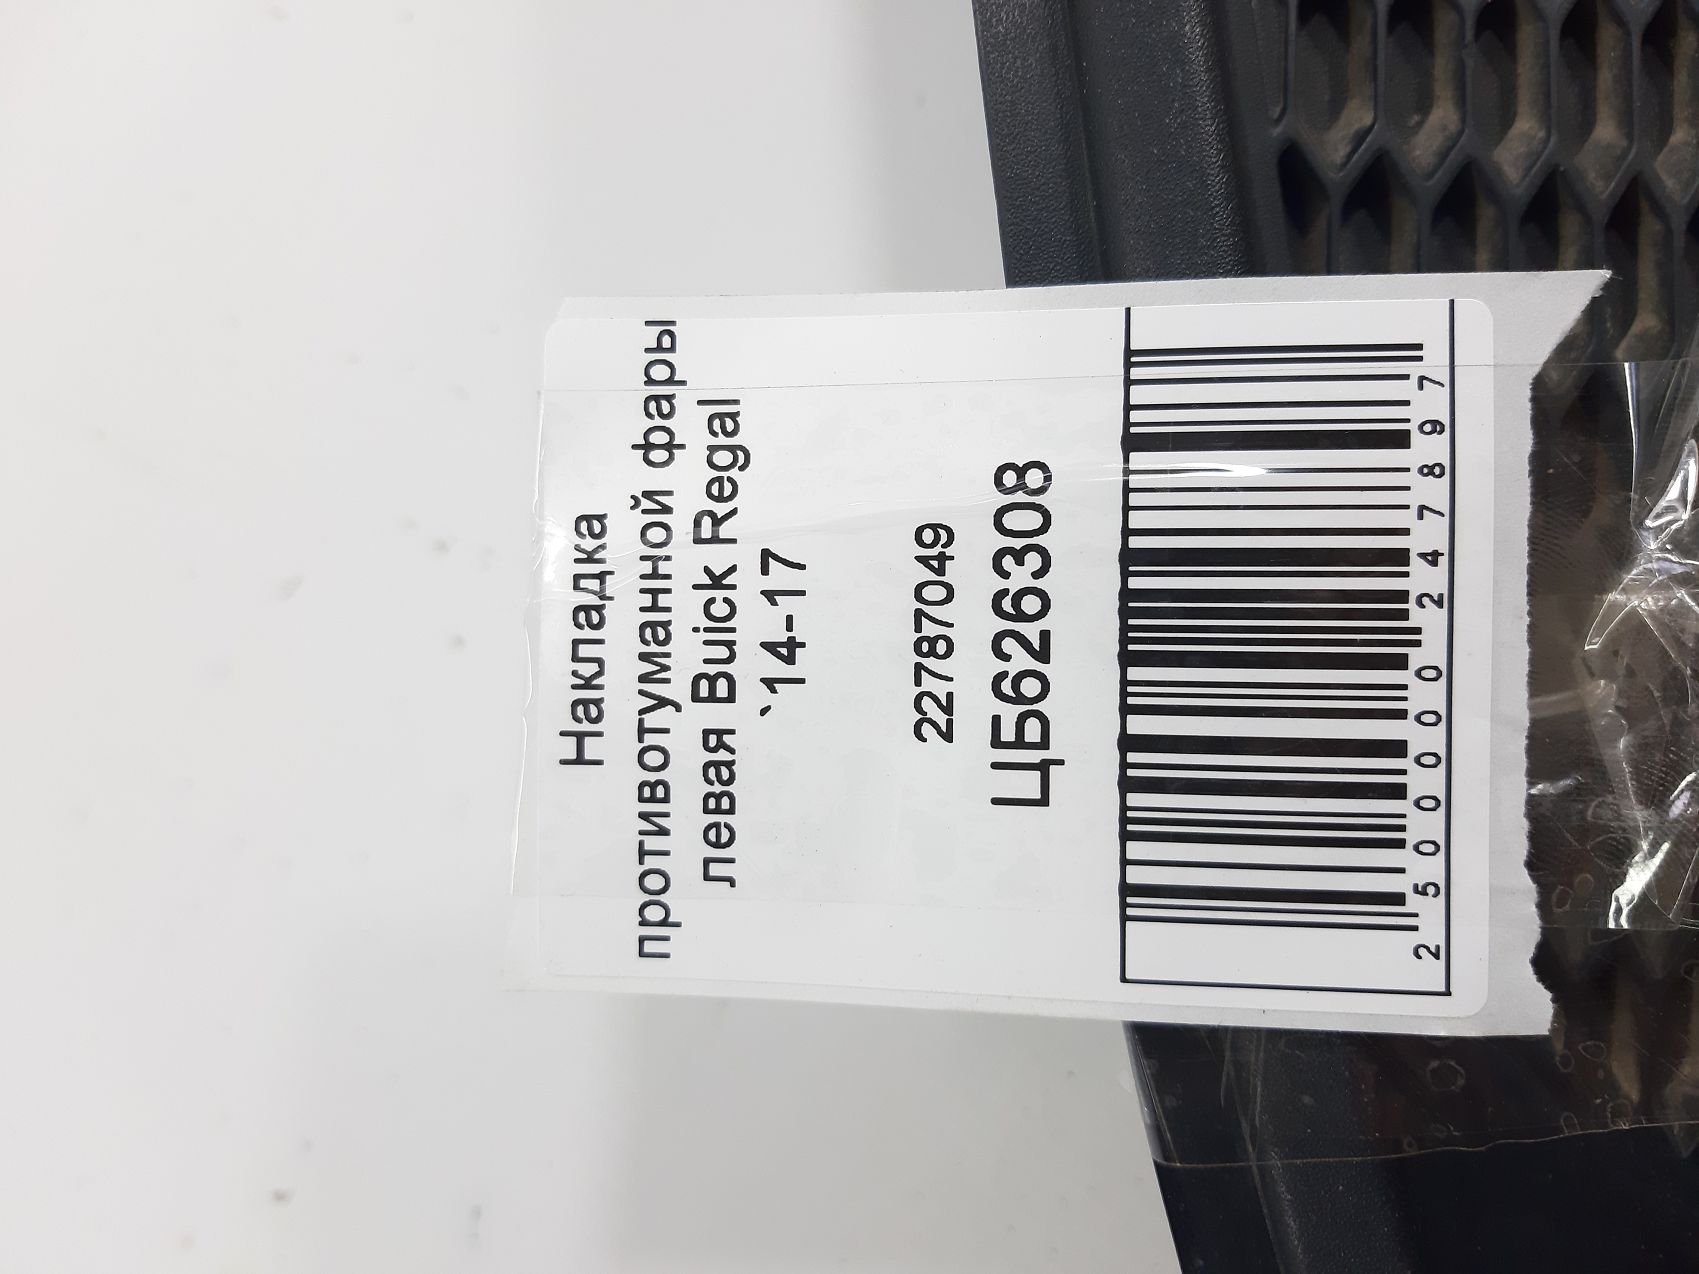 Накладка
противотуманной фары
левая Buick Regal
`14-17
22787049
ЦБ626308
2500000247897